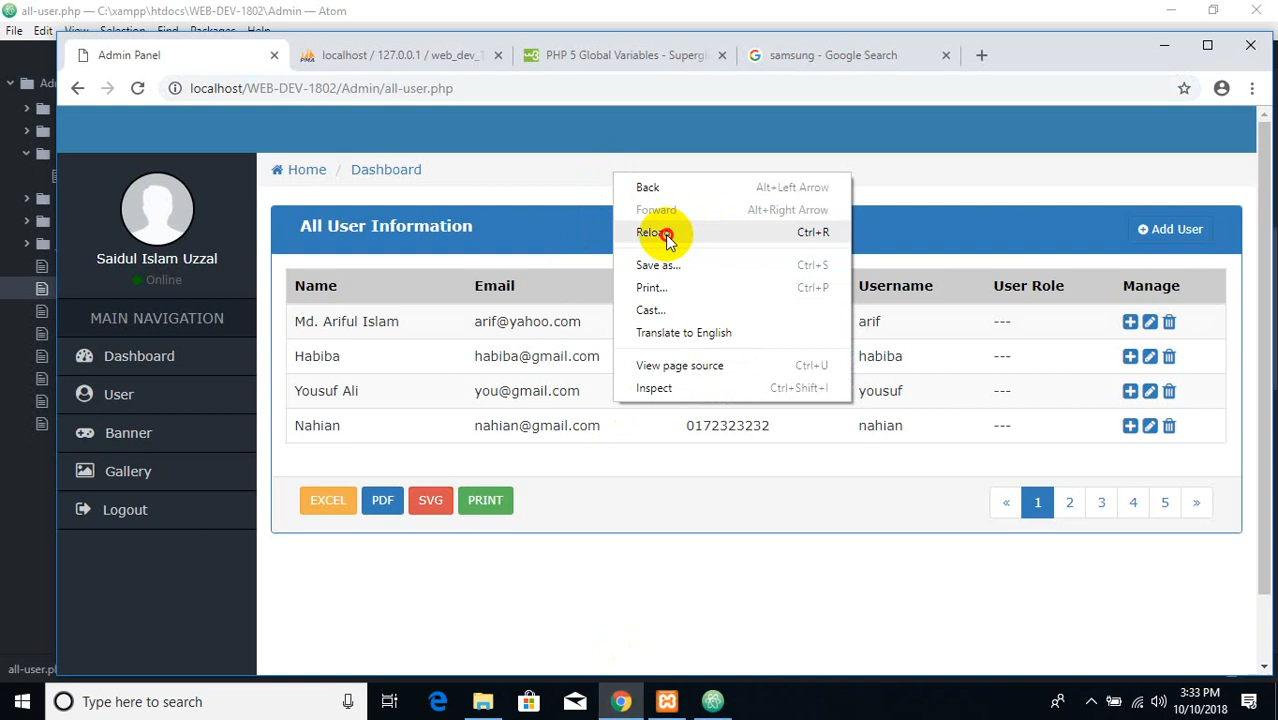 all-user.php — C:\xampp\htdocs\WEB-DEV-1802\Admin — Atom
File Edit View Selection Find Packages Help
Admin Panel
localhost / 127.0.0.1 / web_dev_1
PHP 5 Global Variables - Supergl
samsung - Google Search
localhost/WEB-DEV-1802/Admin/all-user.php
Home / Dashboard
Saidul Islam Uzzal
Online
MAIN NAVIGATION
Dashboard
User
Banner
Gallery
Logout
All User Information
Add User
Name Email Username User Role Manage
Md. Ariful Islam arif@yahoo.com arif ---
Habiba habiba@gmail.com habiba ---
Yousuf Ali you@gmail.com yousuf ---
Nahian nahian@gmail.com 0172323232 nahian ---
EXCEL PDF SVG PRINT
« 1 2 3 4 5 »
Back Alt+Left Arrow
Forward Alt+Right Arrow
Ctrl+R
Save as... Ctrl+S
Print... Ctrl+P
Cast...
Translate to English
View page source Ctrl+U
Inspect Ctrl+Shift+I
Type here to search
3:33 PM
10/10/2018